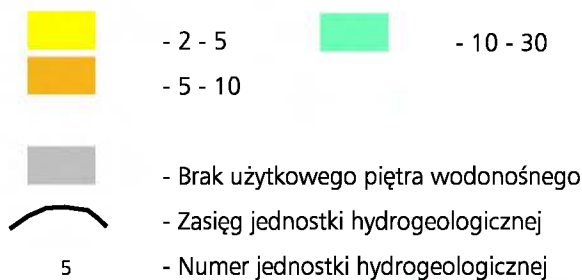 - 2 - 5
- 10 - 30
- 5 - 10
- Brak użytkowego piętra wodonośnego
- Zasięg jednostki hydrogeologicznej
5 - Numer jednostki hydrogeologicznej